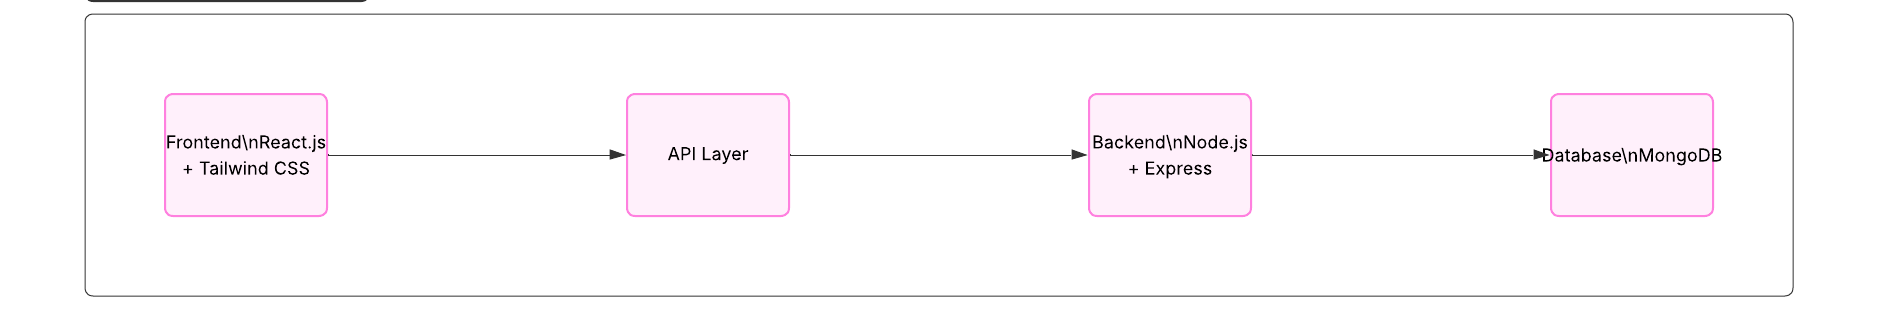 Frontend\nReact.js
+ Tailwind CSS
API Layer
Backend\nNode.js
+ Express
Database\nMongoDB